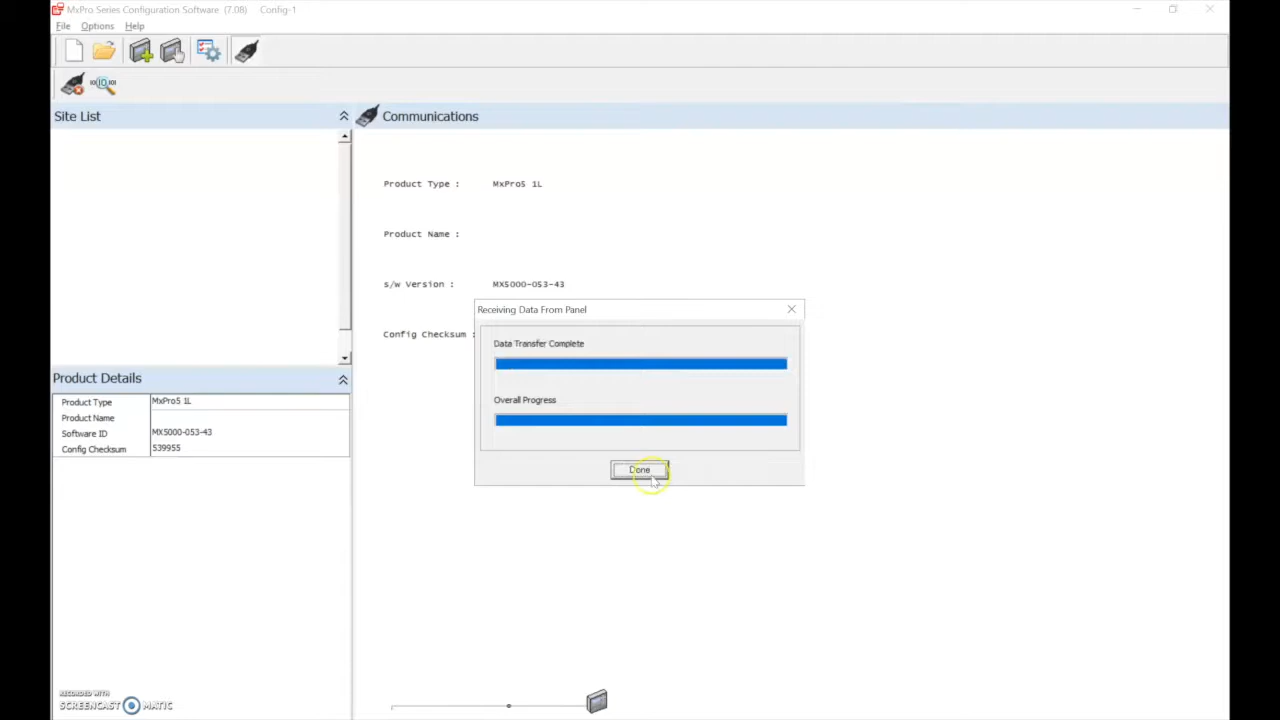 MxPro Series Configuration Software (7.08) Config-1
File Options Help
Site List
Communications
Product Type : MxPro5 1L
Product Name :
s/w Version : MX5000-053-43
Config Checksum :
Receiving Data From Panel
Data Transfer Complete
Overall Progress
Done
Product Details
Product Type MxPro5 1L
Product Name
Software ID MX5000-053-43
Config Checksum 539955
RECORDED WITH
SCREENCAST MATIC